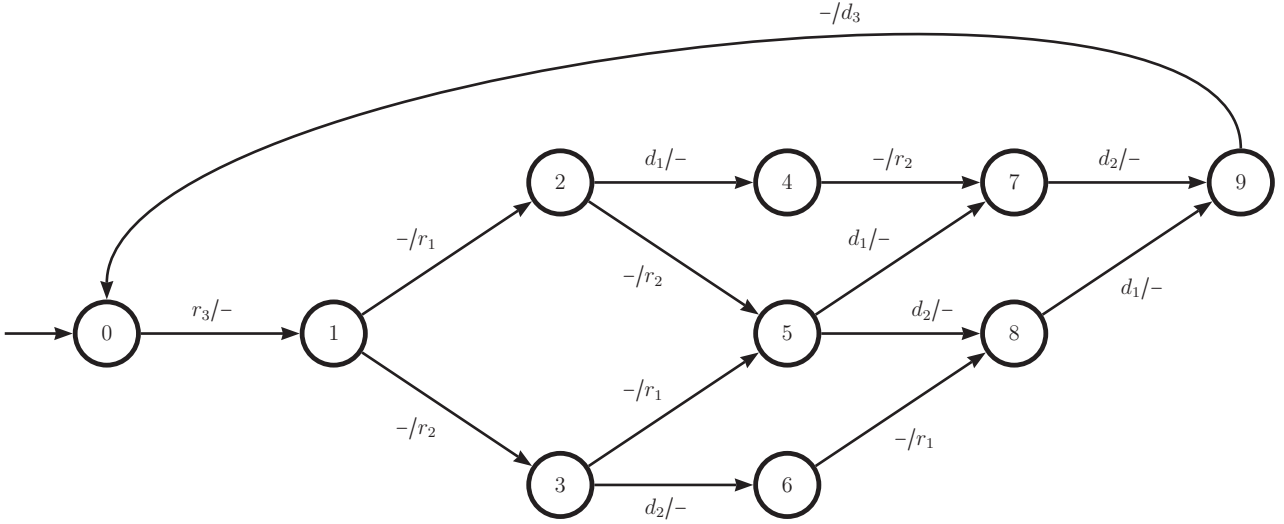 –/d₃
d₁/– –/r₂ d₂/–
2 4 7 9
–/r₁ –/r₂ d₁/– d₁/–
r₃/– d₂/–
0 1 5 8
–/r₂ –/r₁ –/r₁
3 6
d₂/–